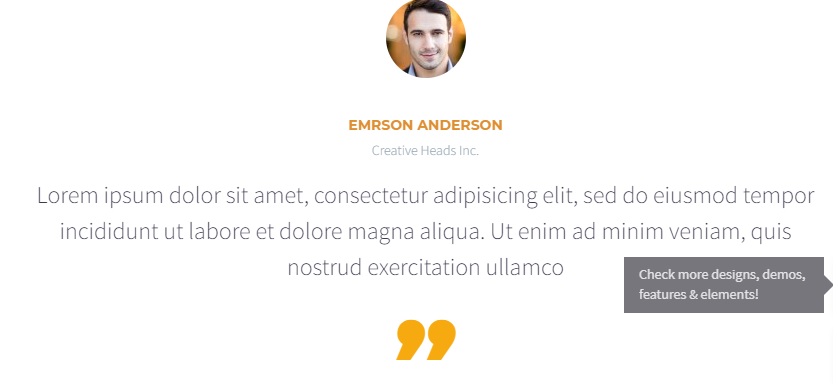 EMRSON ANDERSON
Creative Heads Inc.
Lorem ipsum dolor sit amet, consectetur adipisicing elit, sed do eiusmod tempor
incididunt ut labore et dolore magna aliqua. Ut enim ad minim veniam, quis
nostrud exercitation ullamco
Check more designs, demos,
features & elements!
”